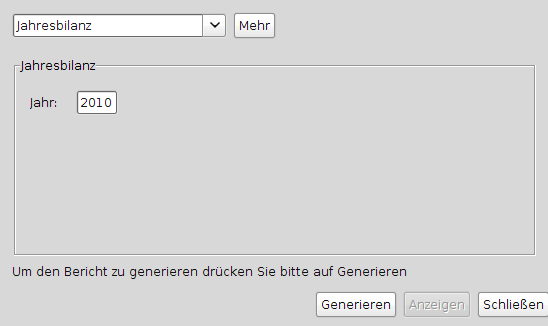 Jahresbilanz Mehr
Jahresbilanz
Jahr: 2010
Um den Bericht zu generieren drücken Sie bitte auf Generieren
Generieren Anzeigen Schließen